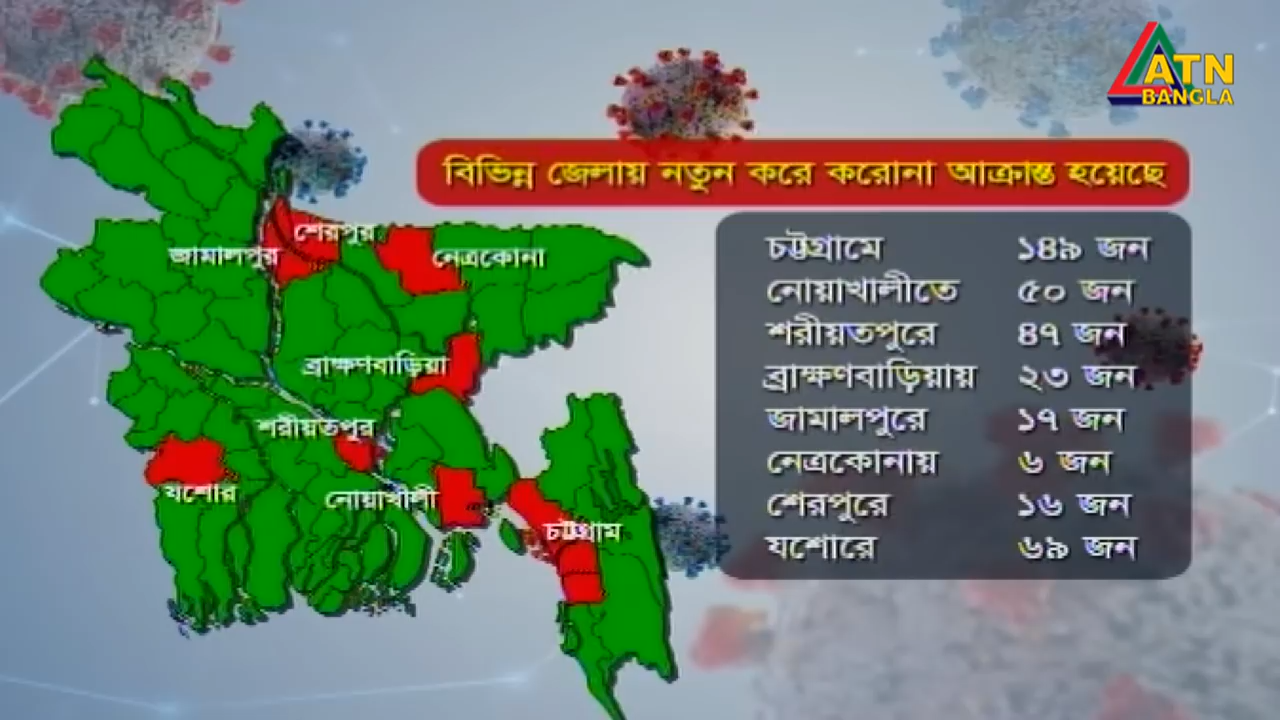 ATN
BANGLA
বিভিন্ন জেলায় নতুন করে করোনা আক্রান্ত হয়েছে
চট্টগ্রামে ১৪৯ জন
নোয়াখালীতে ৫০ জন
শরীয়তপুরে ৪৭ জন
ব্রাক্ষণবাড়িয়ায় ২৩ জন
জামালপুরে ১৭ জন
নেত্রকোনায় ৬ জন
শেরপুরে ১৬ জন
যশোরে ৬৯ জন
শেরপুর
জামালপুর
নেত্রকোনা
ব্রাক্ষণবাড়িয়া
শরীয়তপুর
যশোর
নোয়াখালী
চট্টগ্রাম